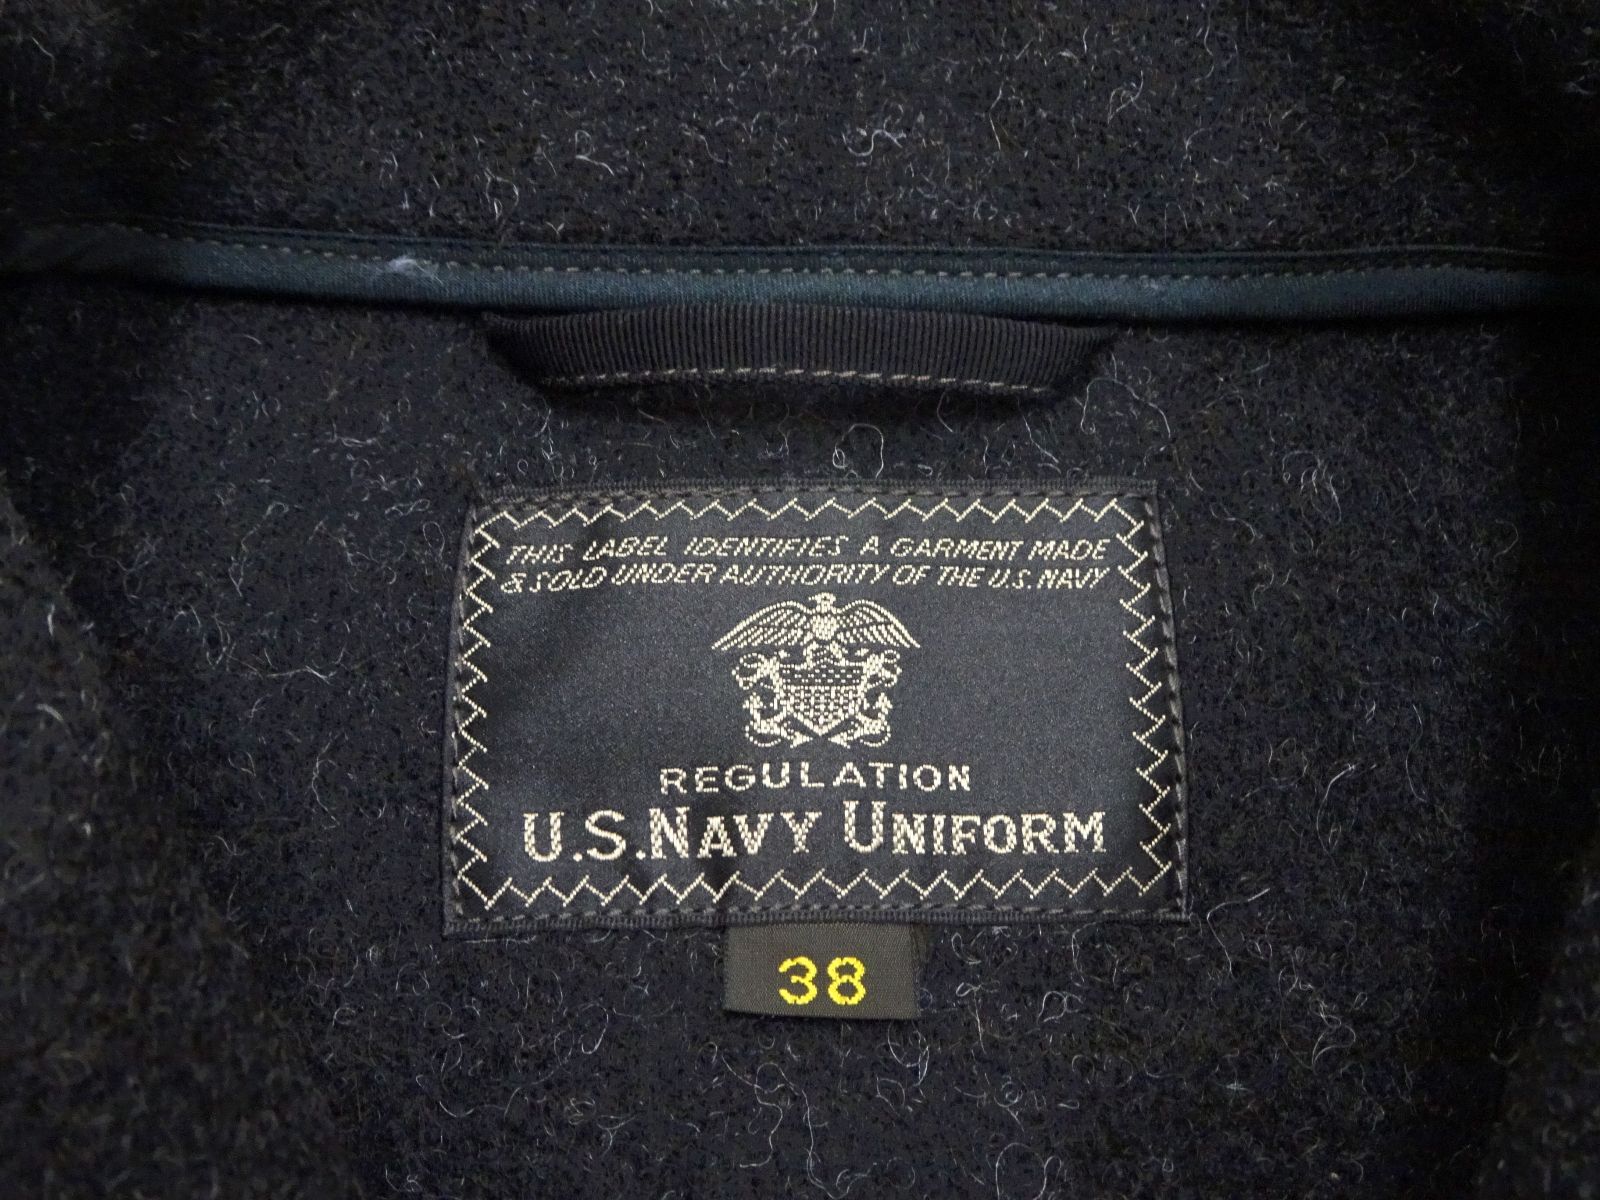 THIS LABEL IDENTIFIES A GARMENT MADE
& SOLD UNDER AUTHORITY OF THE U.S. NAVY
REGULATION
U.S. NAVY UNIFORM
38